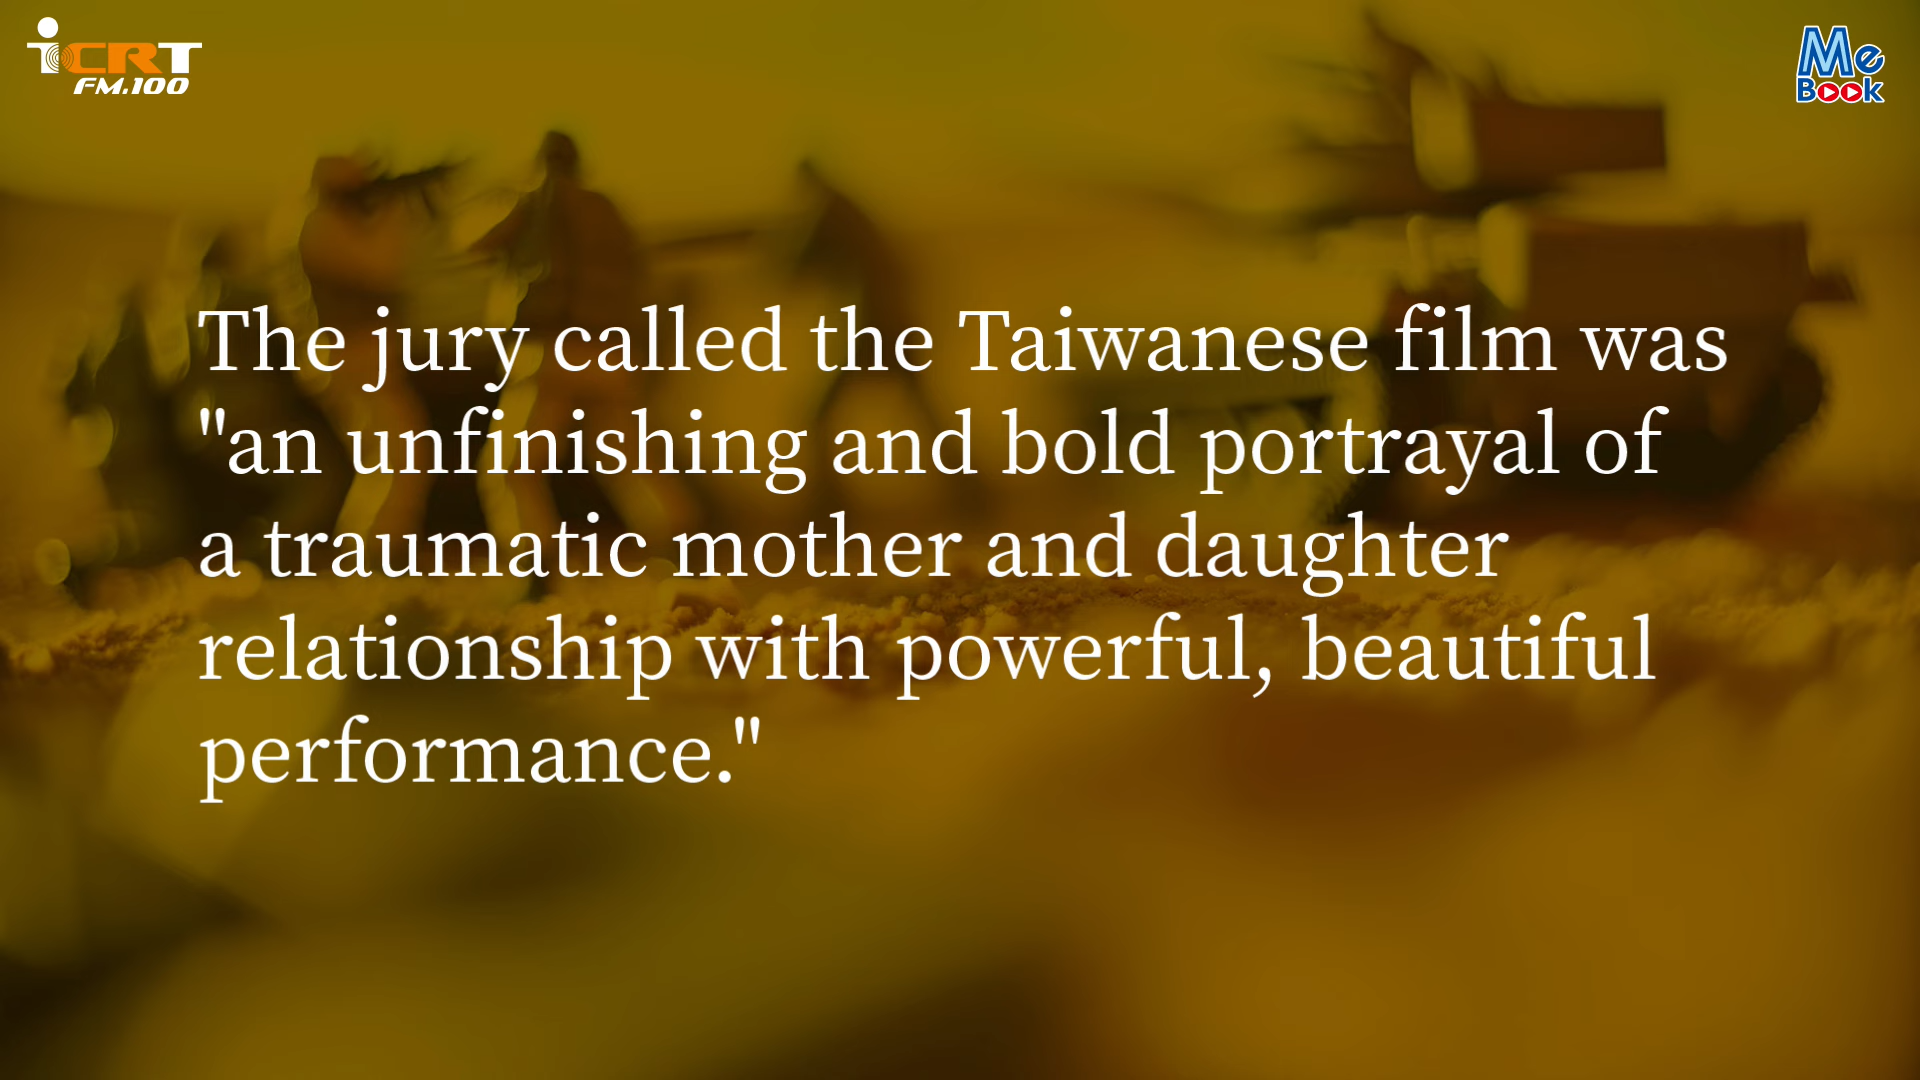 iCRT
FM.100
Me
Book
The jury called the Taiwanese film was
"an unfinishing and bold portrayal of
a traumatic mother and daughter
relationship with powerful, beautiful
performance."